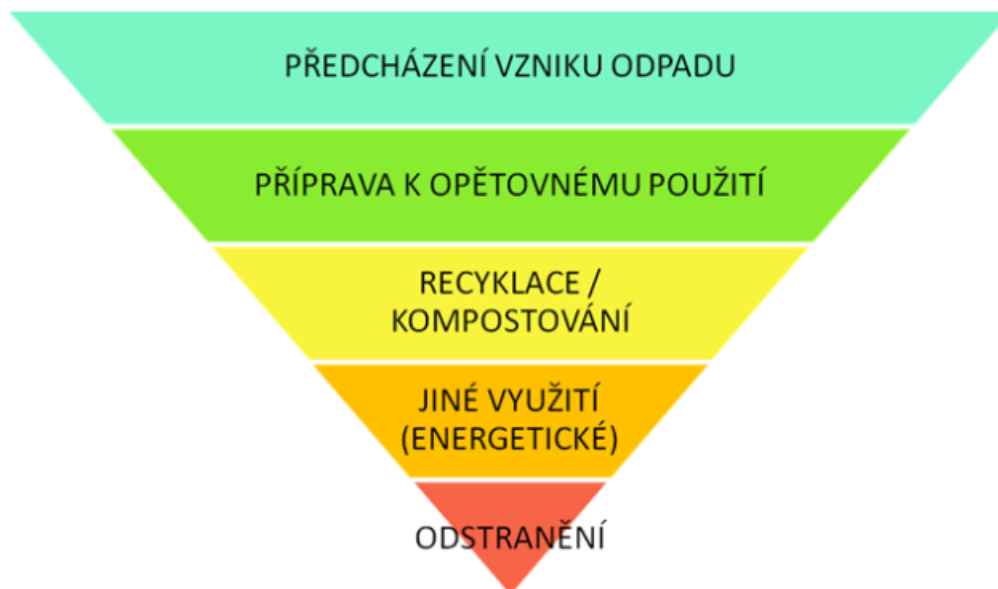 PŘEDCHÁZENÍ VZNIKU ODPADU
PŘÍPRAVA K OPĚTOVNÉMU POUŽITÍ
RECYKLACE /
KOMPOSTOVÁNÍ
JINÉ VYUŽITÍ
(ENERGETICKÉ)
ODSTRANĚNÍ